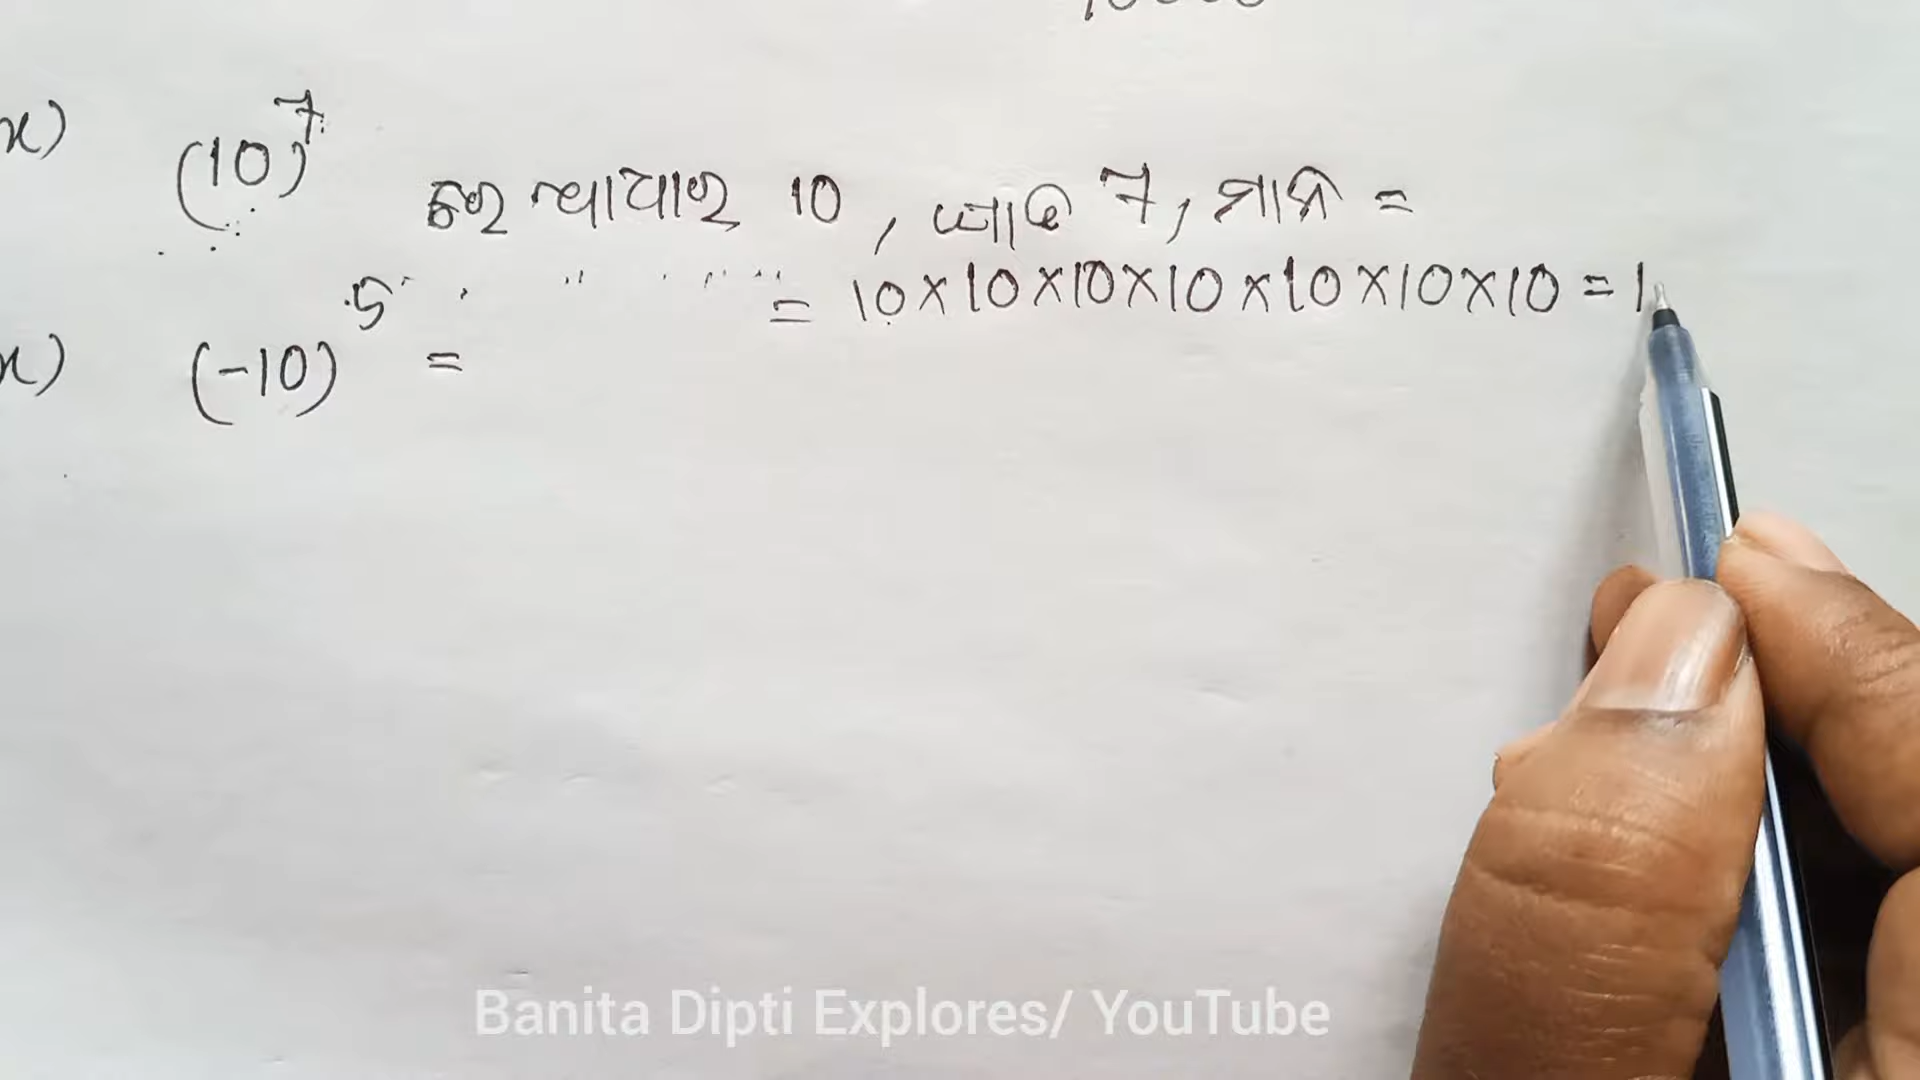 x) (10)⁷ ର ଆଧାର 10 , ଘାତ 7, ମାନ =
= 10×10×10×10×10×10×10 = 1
x) (-10)⁵ =
Banita Dipti Explores/ YouTube